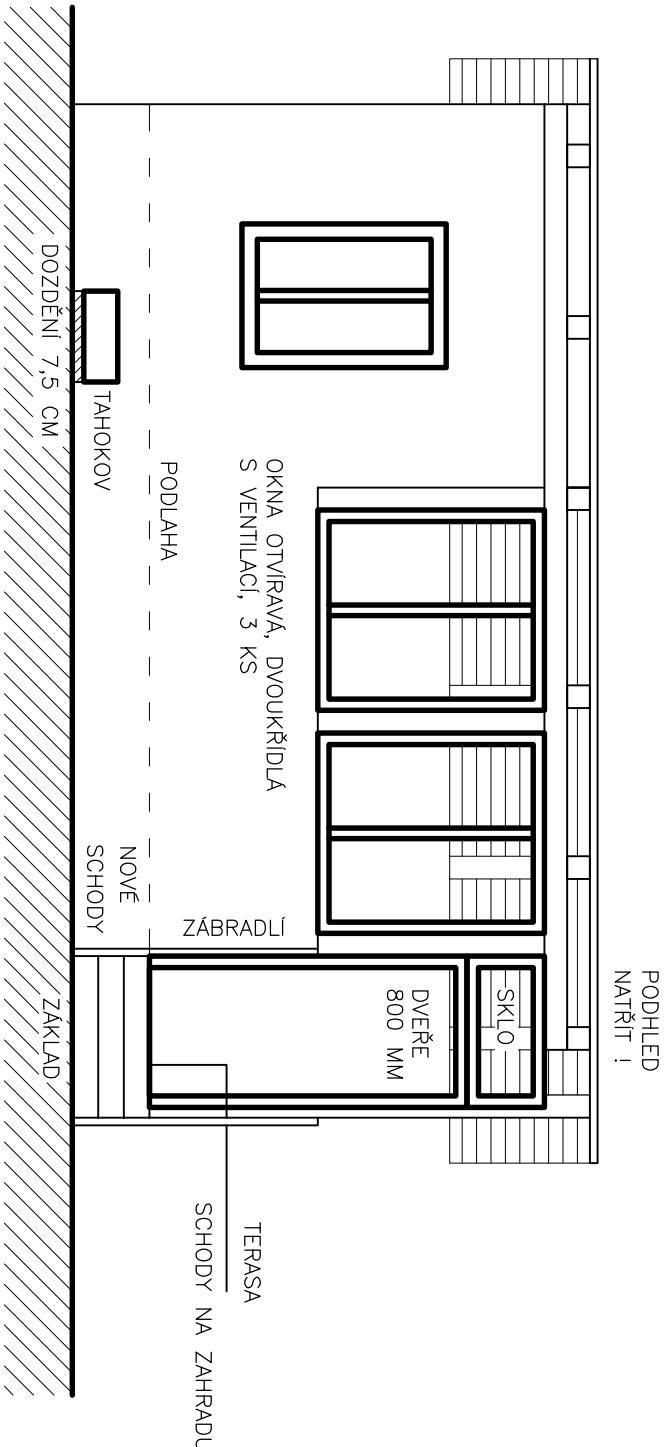 PODHLED
NATŘÍT !
SKLO
DVEŘE
800 MM
OKNA OTVÍRAVÁ, DVOUKŘÍDLÁ
S VENTILACÍ, 3 KS
ZÁBRADLÍ
TERASA
SCHODY NA ZAHRADU
PODLAHA
TAHOKOV
NOVÉ
SCHODY
DOZDĚNÍ 7,5 CM
ZÁKLAD